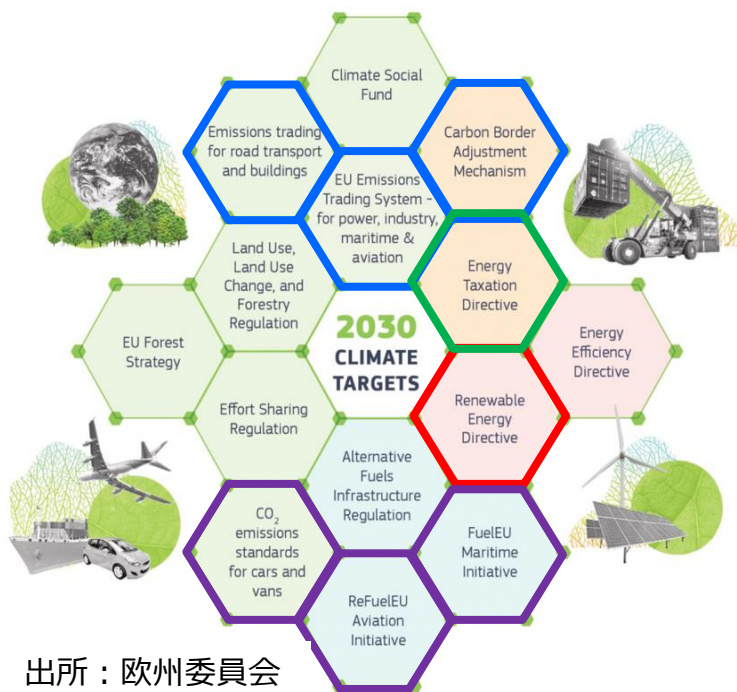 Climate Social
Fund
Emissions trading
for road transport
and buildings
Carbon Border
Adjustment
Mechanism
EU Emissions
Trading System -
for power, industry,
maritime &
aviation
Land Use,
Land Use
Change, and
Forestry
Regulation
Energy
Taxation
Directive
EU Forest
Strategy
2030
CLIMATE
TARGETS
Energy
Efficiency
Directive
Effort Sharing
Regulation
Renewable
Energy
Directive
Alternative
Fuels
Infrastructure
Regulation
CO₂
emissions
standards
for cars and
vans
FuelEU
Maritime
Initiative
ReFuelEU
Aviation
Initiative
出所：欧州委員会